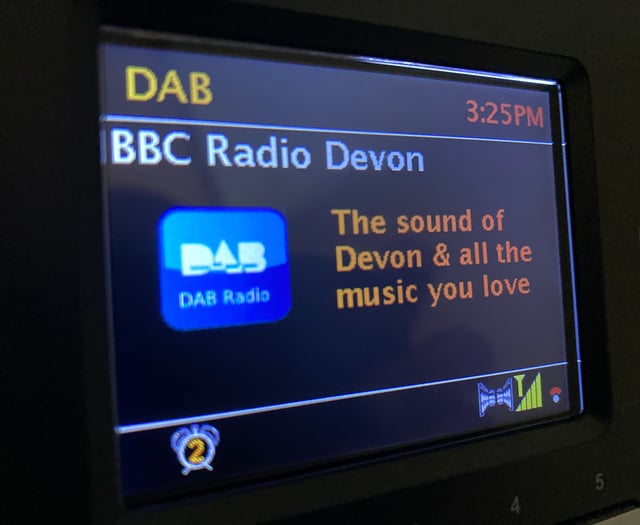 DAB
3:25PM
BBC Radio Devon
DAB
DAB Radio
The sound of
Devon & all the
music you love
2
4
5